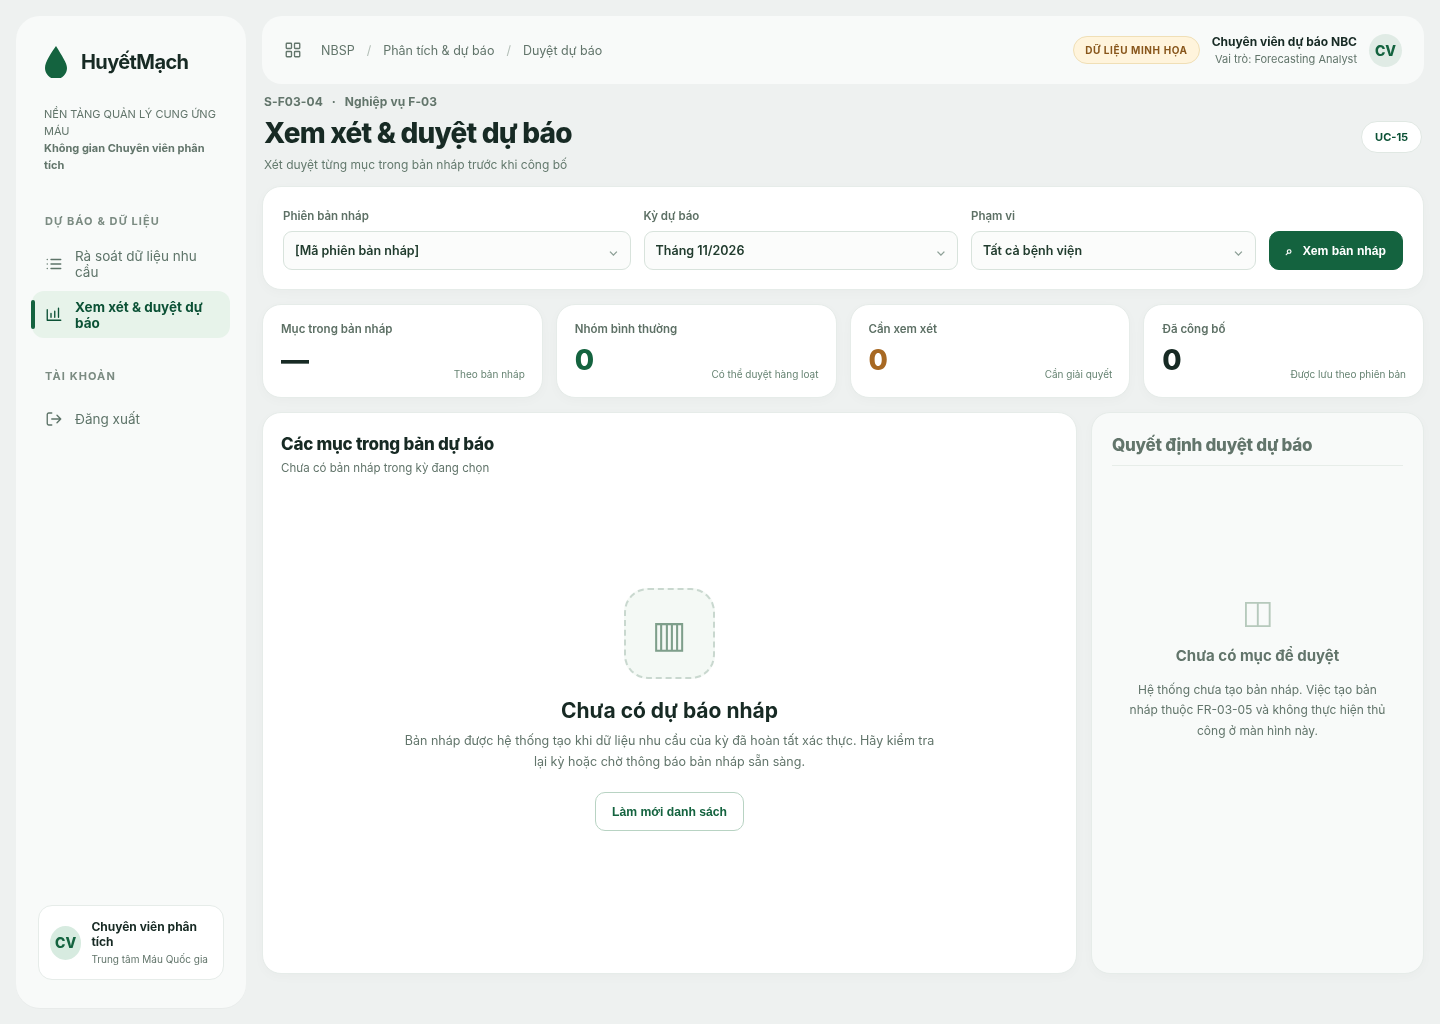 HuyếtMạch
NỀN TẢNG QUẢN LÝ CUNG ỨNG
MÁU
Không gian Chuyên viên phân
tích
DỰ BÁO & DỮ LIỆU
Rà soát dữ liệu nhu
cầu
Xem xét & duyệt dự
báo
TÀI KHOẢN
Đăng xuất
CV
Chuyên viên phân
tích
Trung tâm Máu Quốc gia
NBSP / Phân tích & dự báo / Duyệt dự báo
DỮ LIỆU MINH HỌA
Chuyên viên dự báo NBC
Vai trò: Forecasting Analyst
CV
S-F03-04 · Nghiệp vụ F-03
Xem xét & duyệt dự báo
Xét duyệt từng mục trong bản nháp trước khi công bố
UC-15
Phiên bản nháp
[Mã phiên bản nháp]
Kỳ dự báo
Tháng 11/2026
Phạm vi
Tất cả bệnh viện
Xem bản nháp
Mục trong bản nháp
—
Theo bản nháp
Nhóm bình thường
0
Có thể duyệt hàng loạt
Cần xem xét
0
Cần giải quyết
Đã công bố
0
Được lưu theo phiên bản
Các mục trong bản dự báo
Chưa có bản nháp trong kỳ đang chọn
Chưa có dự báo nháp
Bản nháp được hệ thống tạo khi dữ liệu nhu cầu của kỳ đã hoàn tất xác thực. Hãy kiểm tra
lại kỳ hoặc chờ thông báo bản nháp sẵn sàng.
Làm mới danh sách
Quyết định duyệt dự báo
Chưa có mục để duyệt
Hệ thống chưa tạo bản nháp. Việc tạo bản
nháp thuộc FR-03-05 và không thực hiện thủ
công ở màn hình này.